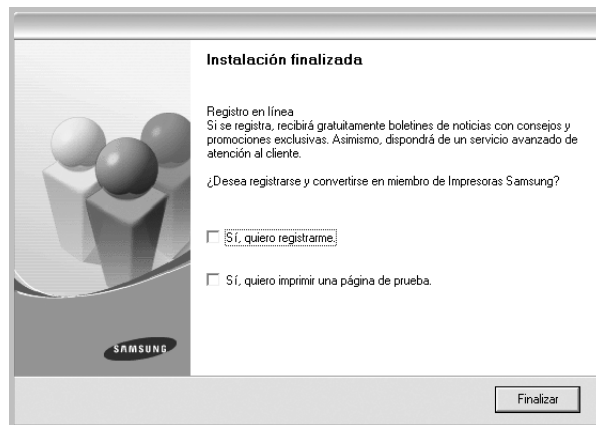 Instalación finalizada
Registro en línea
Si se registra, recibirá gratuitamente boletines de noticias con consejos y
promociones exclusivas. Asimismo, dispondrá de un servicio avanzado de
atención al cliente.
¿Desea registrarse y convertirse en miembro de Impresoras Samsung?
Sí, quiero registrarme.
Sí, quiero imprimir una página de prueba.
SAMSUNG
Finalizar